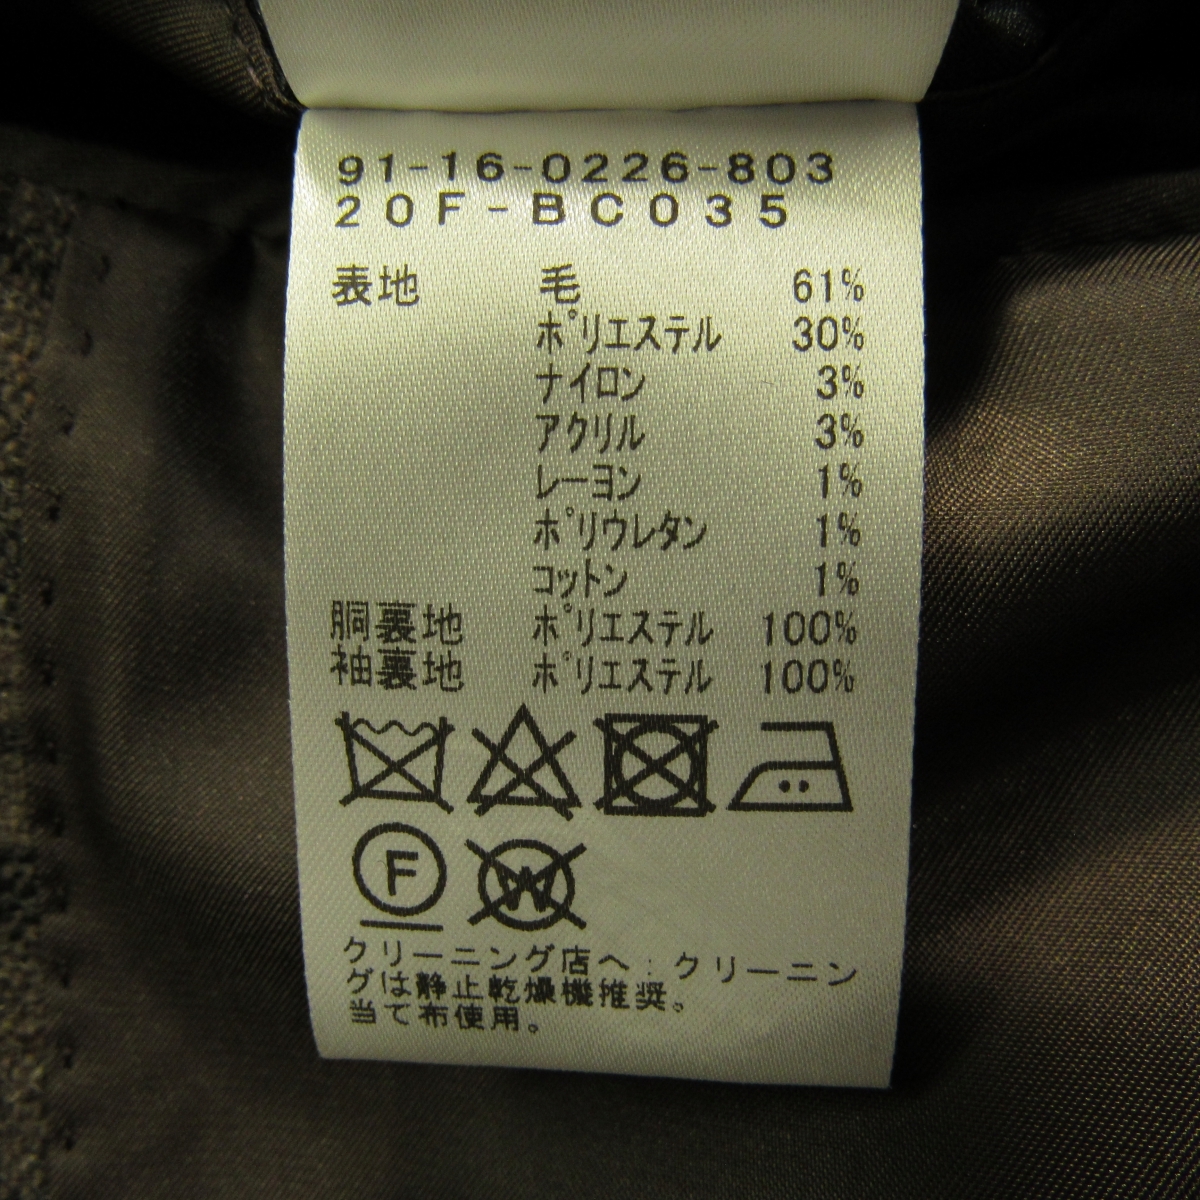 91-16-0226-803
20F-BC035
表地 毛 61%
ポリエステル 30%
ナイロン 3%
アクリル 3%
レーヨン 1%
ポリウレタン 1%
コットン 1%
胴裏地 ポリエステル 100%
袖裏地 ポリエステル 100%
F W
クリーニング店へ:クリーニン
グは静止乾燥機推奨。
当て布使用。